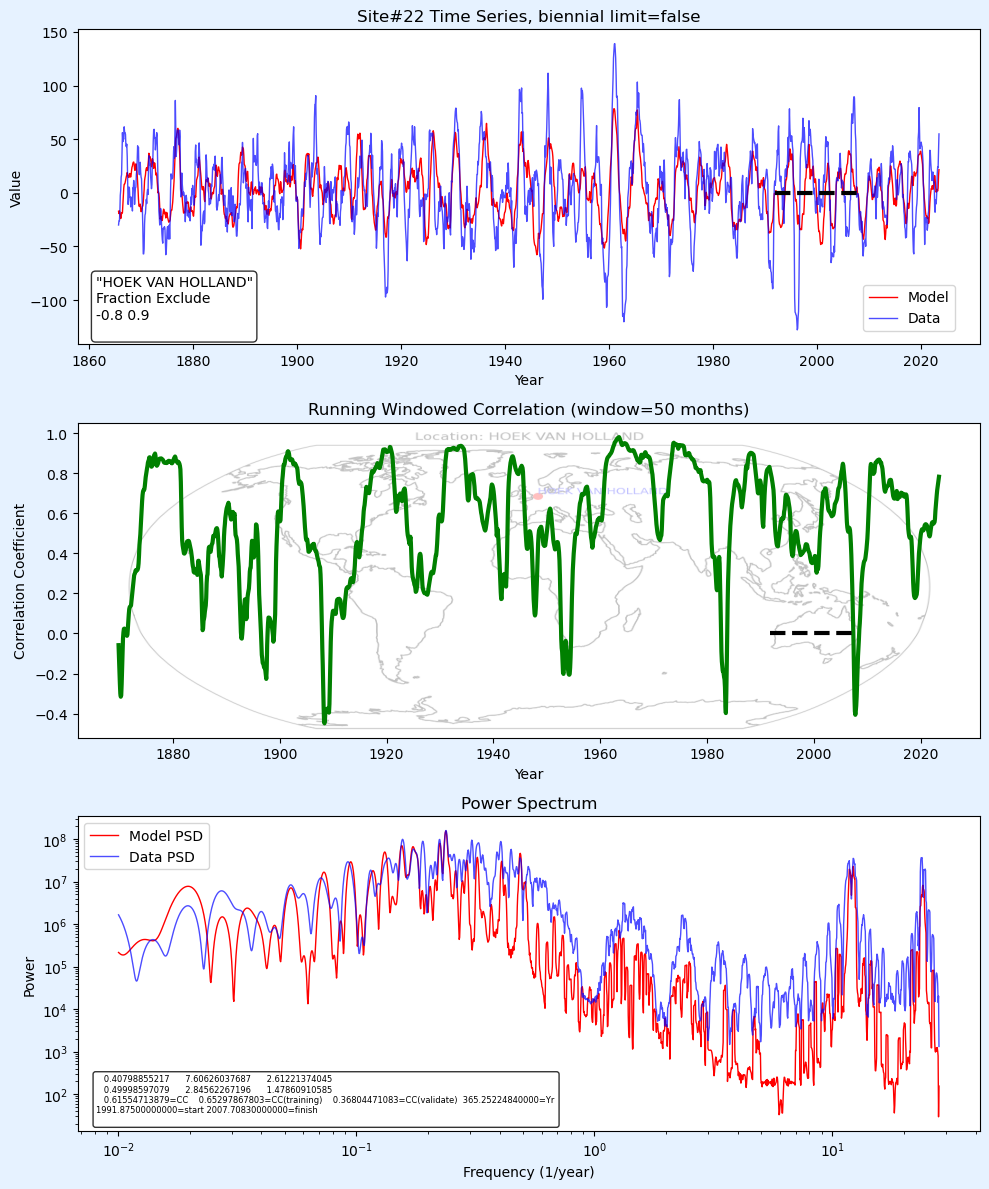 Site#22 Time Series, biennial limit=false
150
100
50
0
−50
−100
Value
"HOEK VAN HOLLAND"
Fraction Exclude
-0.8 0.9
Model
Data
1860 1880 1900 1920 1940 1960 1980 2000 2020
Year
Running Windowed Correlation (window=50 months)
Location: HOEK VAN HOLLAND
HOEK VAN HOLLAND
1.0
0.8
0.6
0.4
0.2
0.0
−0.2
−0.4
Correlation Coefficient
1880 1900 1920 1940 1960 1980 2000 2020
Year
Power Spectrum
Model PSD
Data PSD
10^8
10^7
10^6
10^5
10^4
10^3
10^2
Power
0.40798855217 7.60626037687 2.61221374045
0.49998597079 2.84562267196 1.47860910585
0.61554713879=CC 0.65297867803=CC(training) 0.36804471083=CC(validate) 365.25224840000=Yr
1991.87500000000=start 2007.70830000000=finish
10^−2 10^−1 10^0 10^1
Frequency (1/year)